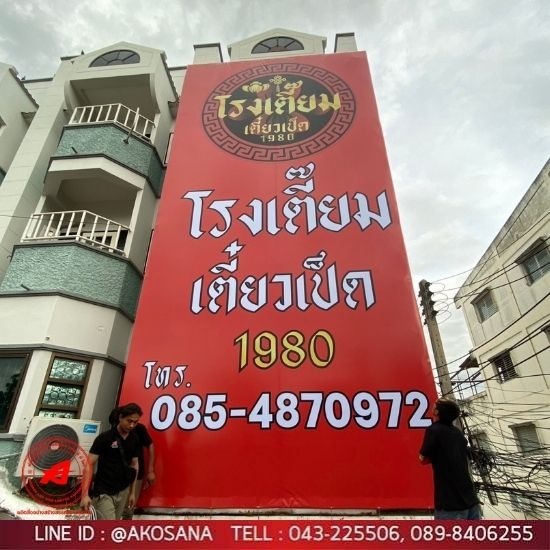 โรงเตี๊ยม
เตี๋ยวเป็ด
1980
โรงเตี๊ยม
เตี๋ยวเป็ด
1980
โทร.
085-4870972
Midea
LINE ID : @AKOSANA TELL : 043-225506, 089-8406255